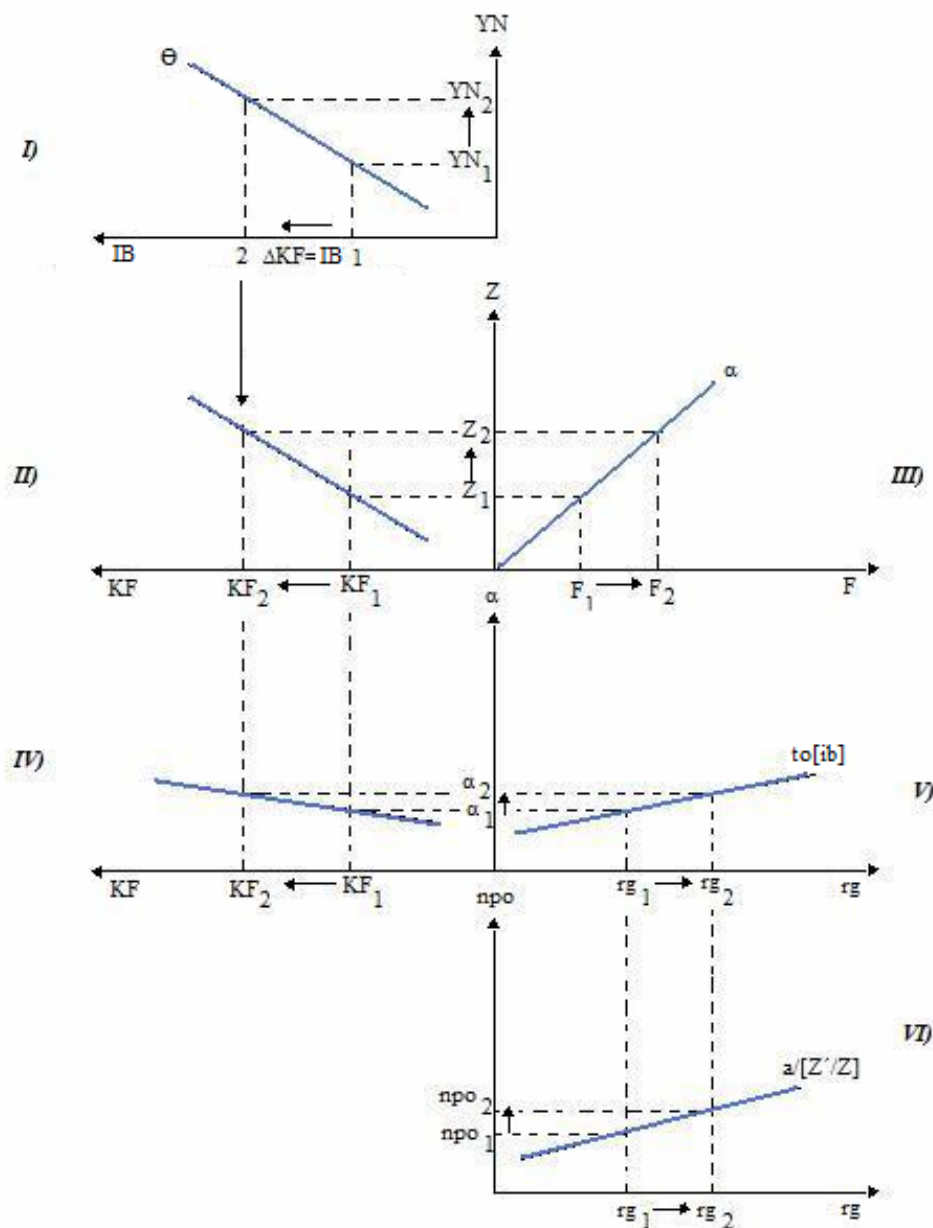 YN
Ɵ
YN2
I)
YN1
IB 2 ΔKF= IB 1
Z
α
Z2
II)
III)
Z1
KF KF2 KF1 F1 F2 F
α
to[ib]
IV)
α2
V)
α1
KF KF2 KF1 npo rg1 rg2 rg
VI)
a/[Z´/Z]
npo2
npo1
rg1 rg2 rg